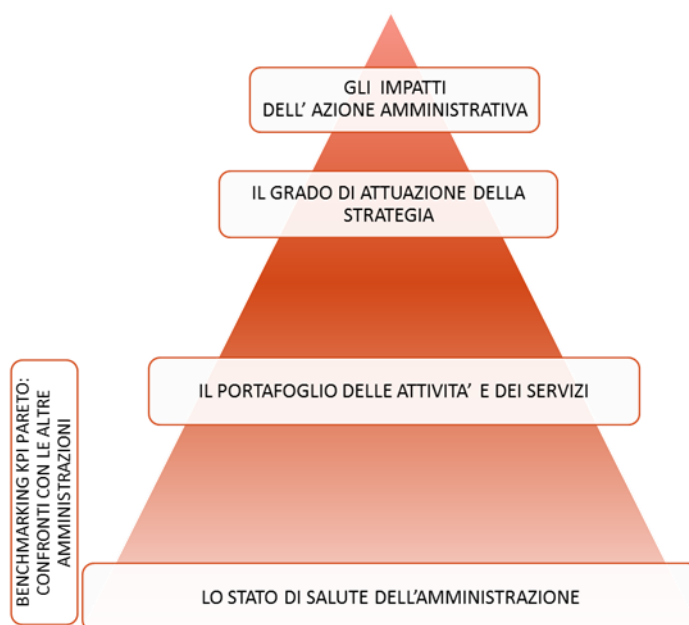 GLI IMPATTI
DELL’ AZIONE AMMINISTRATIVA
IL GRADO DI ATTUAZIONE DELLA
STRATEGIA
IL PORTAFOGLIO DELLE ATTIVITA’ E DEI SERVIZI
BENCHMARKING KPI PARETO:
CONFRONTI CON LE ALTRE
AMMINISTRAZIONI
LO STATO DI SALUTE DELL’AMMINISTRAZIONE